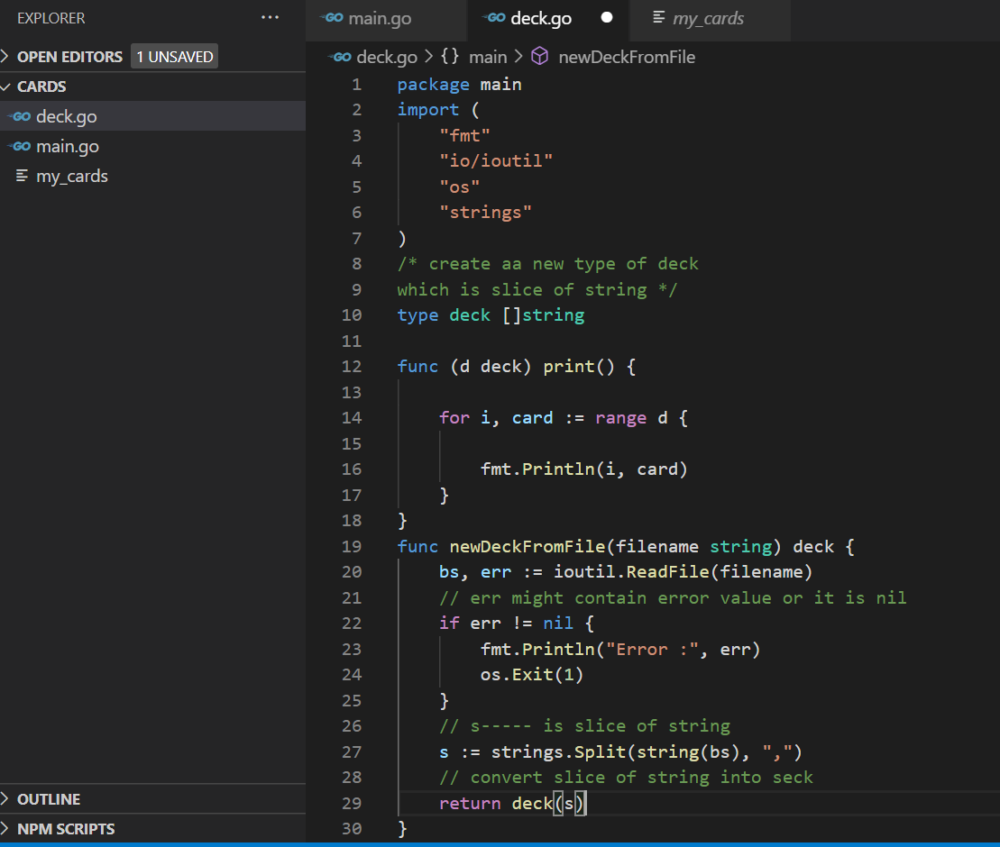 EXPLORER
OPEN EDITORS 1 UNSAVED
CARDS
deck.go
main.go
my_cards
OUTLINE
NPM SCRIPTS
main.go deck.go my_cards
deck.go > {} main > newDeckFromFile
1 package main
2 import (
3 "fmt"
4 "io/ioutil"
5 "os"
6 "strings"
7 )
8 /* create aa new type of deck
9 which is slice of string */
10 type deck []string
11
12 func (d deck) print() {
13
14 for i, card := range d {
15
16 fmt.Println(i, card)
17 }
18 }
19 func newDeckFromFile(filename string) deck {
20 bs, err := ioutil.ReadFile(filename)
21 // err might contain error value or it is nil
22 if err != nil {
23 fmt.Println("Error :", err)
24 os.Exit(1)
25 }
26 // s----- is slice of string
27 s := strings.Split(string(bs), ",")
28 // convert slice of string into seck
29 return deck(s)
30 }